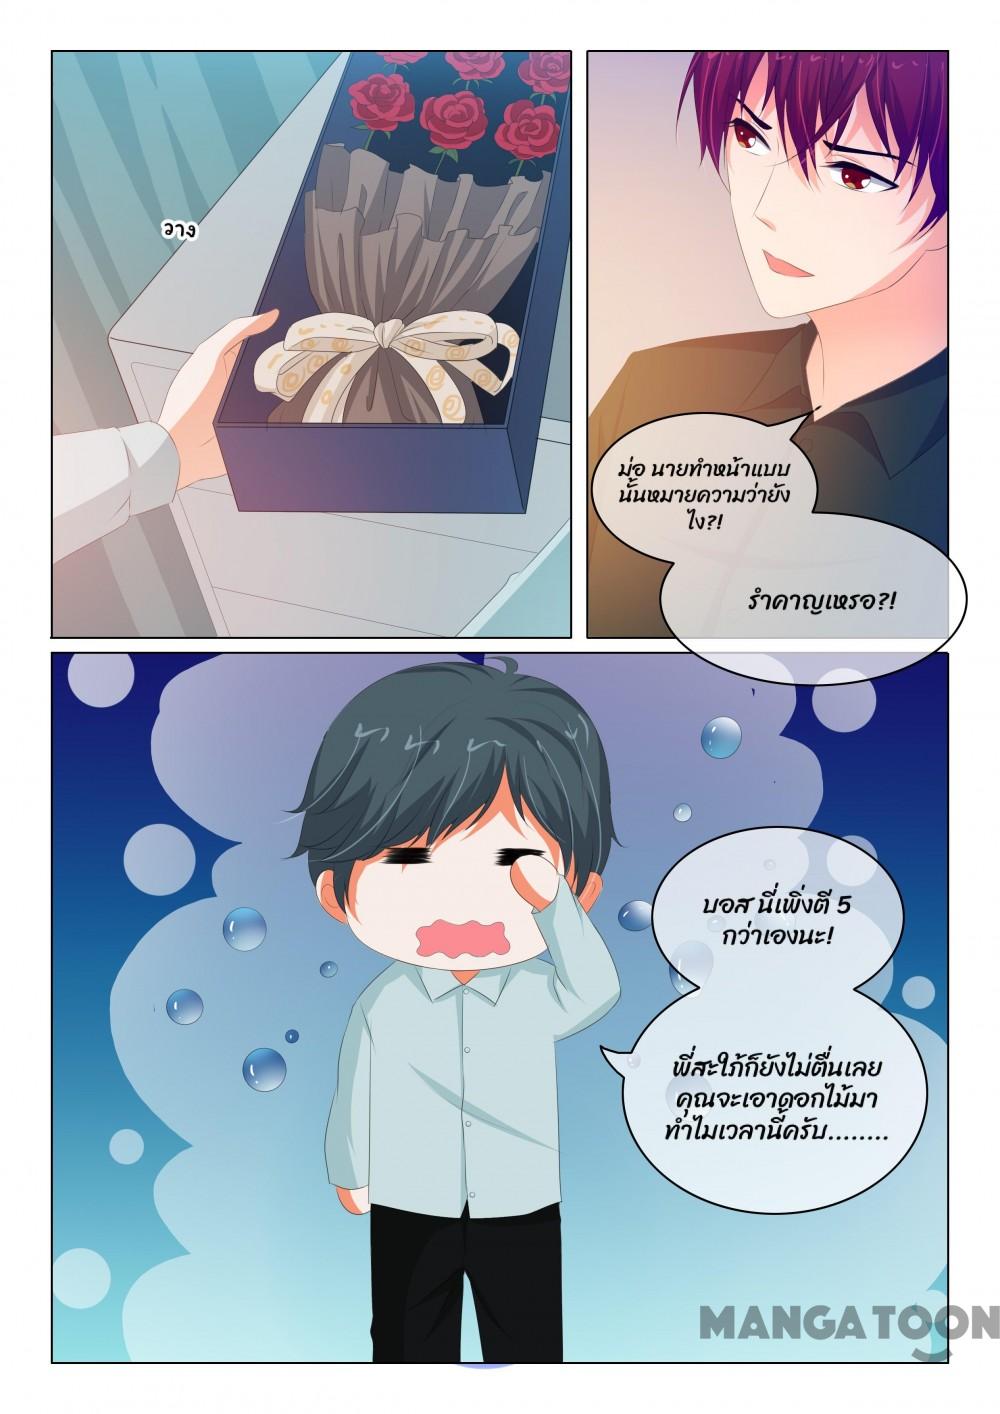 วาง
ม่อ นายทำหน้าแบบ
นั้นหมายความว่ายัง
ไง?!
รำคาญเหรอ?!
บอส นี่เพิ่งตี 5
กว่าเองนะ!
พี่สะใภ้ก็ยังไม่ตื่นเลย
คุณจะเอาดอกไม้มา
ทำไมเวลานี้ครับ........
MANGATOON